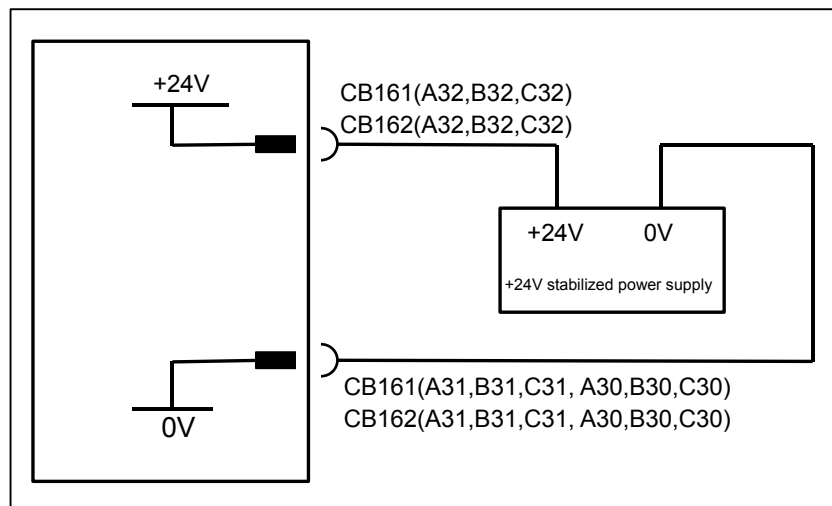 +24V
CB161(A32,B32,C32)
CB162(A32,B32,C32)
+24V 0V
+24V stabilized power supply
CB161(A31,B31,C31, A30,B30,C30)
0V
CB162(A31,B31,C31, A30,B30,C30)